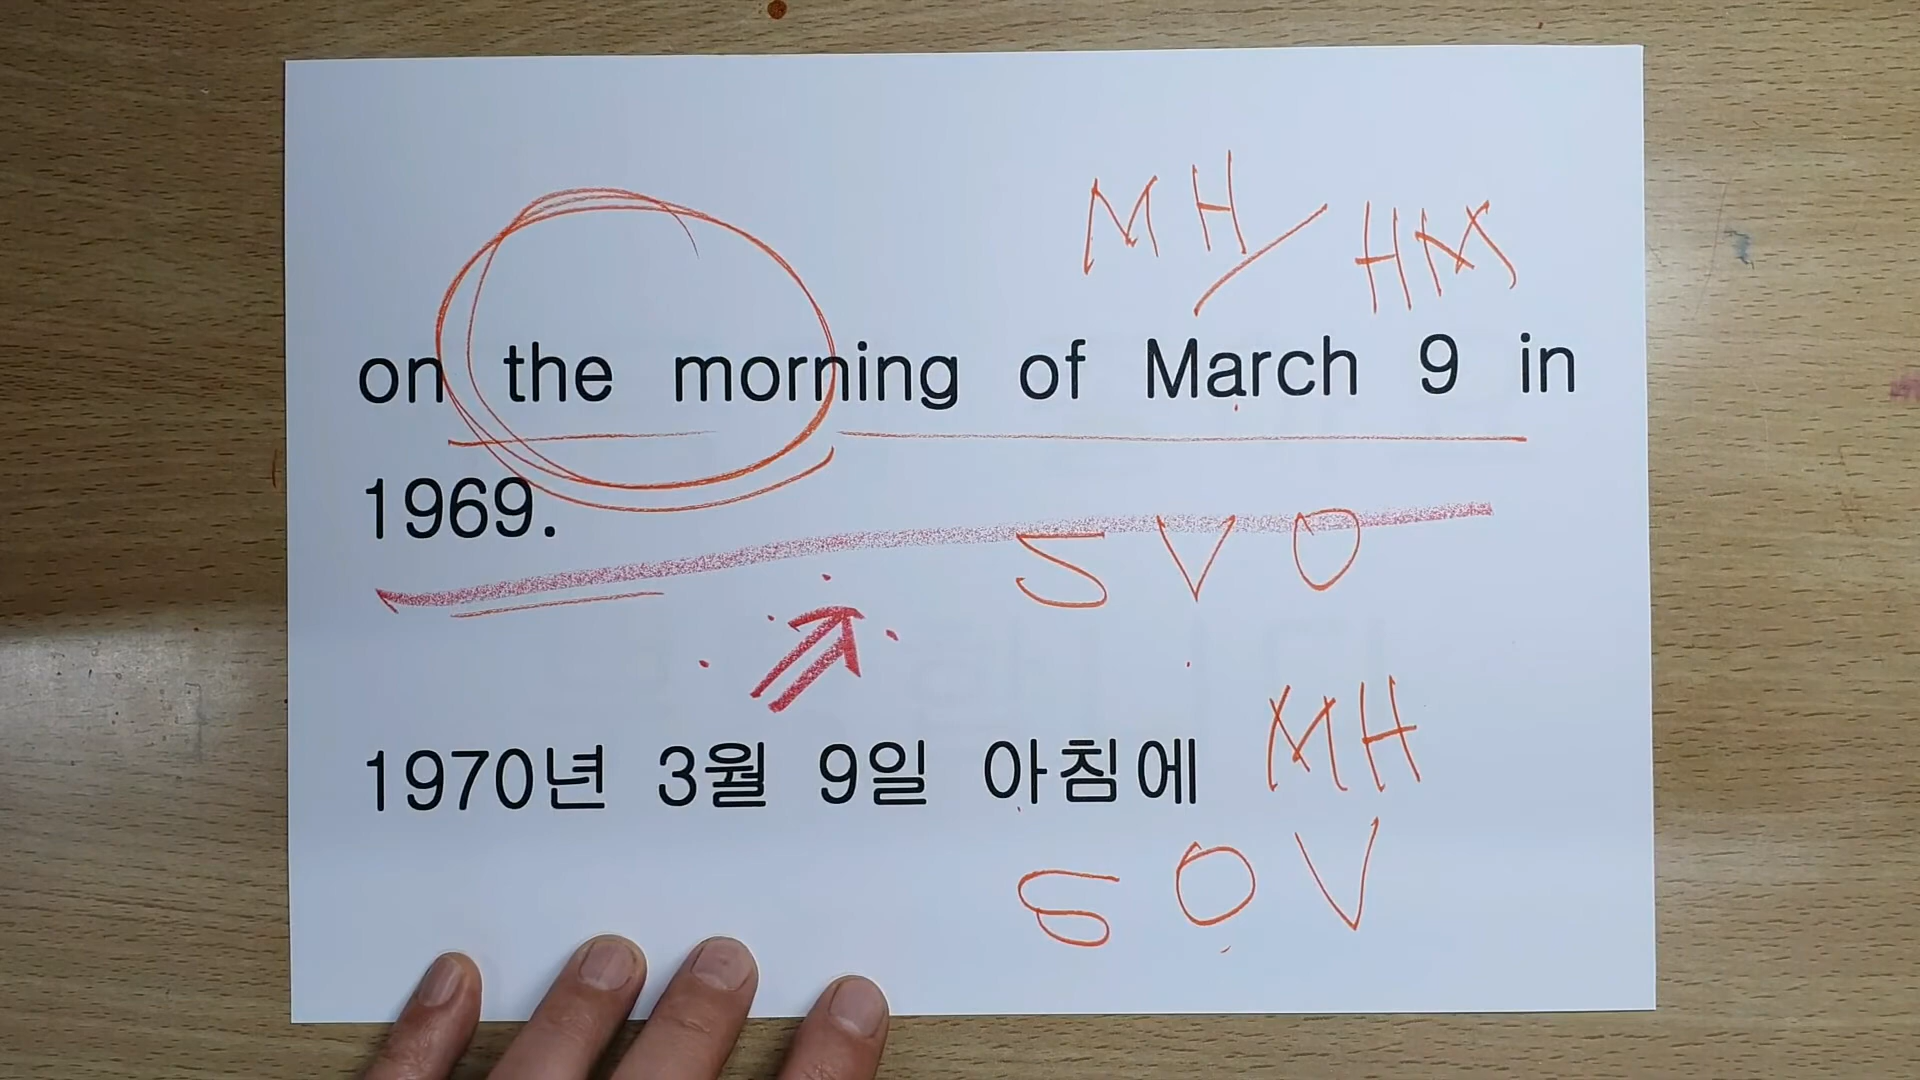 MH/HM
on the morning of March 9 in
1969.
SVO
1970년 3월 9일 아침에
MH
SOV